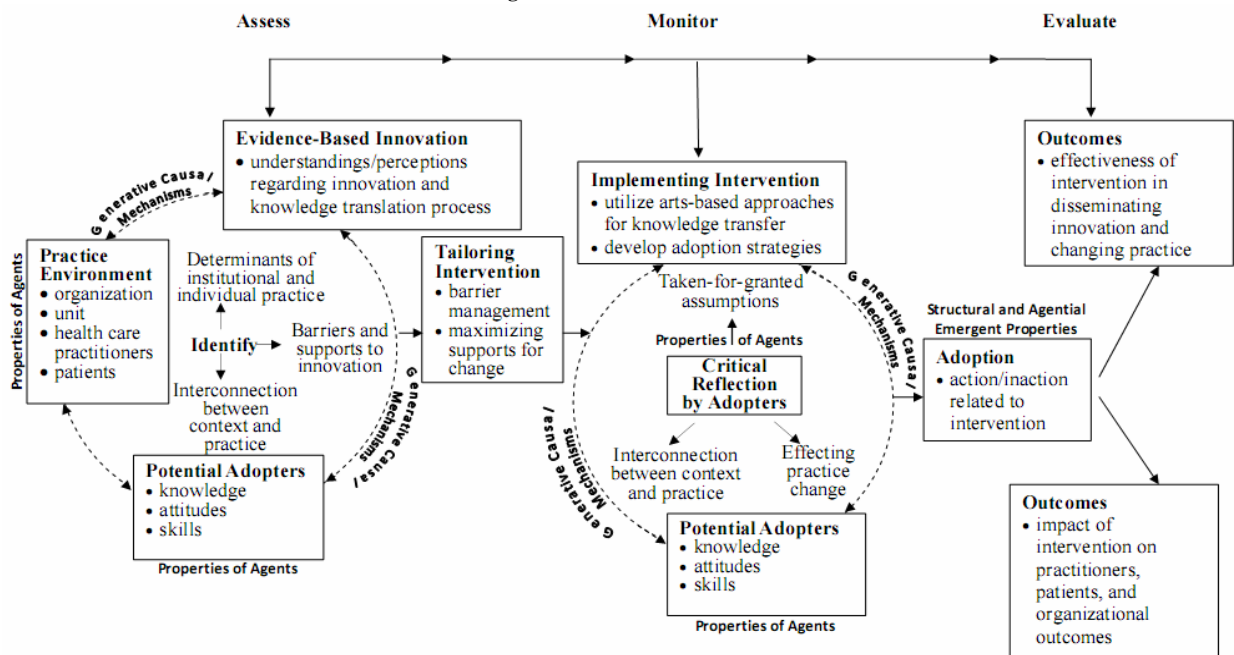 Assess
Monitor
Evaluate
Evidence-Based Innovation
• understandings/perceptions
regarding innovation and
knowledge translation process
Generative Causal
Mechanisms
Properties of Agents
Practice
Environment
• organization
• unit
• health care
practitioners
• patients
Determinants of
institutional and
individual practice
Identify
Barriers and
supports to
innovation
Interconnection
between
context and
practice
Generative Causal
Mechanisms
Potential Adopters
• knowledge
• attitudes
• skills
Properties of Agents
Tailoring
Intervention
• barrier
management
• maximizing
supports for
change
Implementing Intervention
• utilize arts-based approaches
for knowledge transfer
• develop adoption strategies
Taken-for-granted
assumptions
Properties of Agents
Critical
Reflection
by Adopters
Interconnection
between context
and practice
Effecting
practice
change
Generative Causal
Mechanisms
Generative Causal
Mechanisms
Potential Adopters
• knowledge
• attitudes
• skills
Properties of Agents
Structural and Agential
Emergent Properties
Adoption
• action/inaction
related to
intervention
Outcomes
• effectiveness of
intervention in
disseminating
innovation and
changing practice
Outcomes
• impact of
intervention on
practitioners,
patients, and
organizational
outcomes